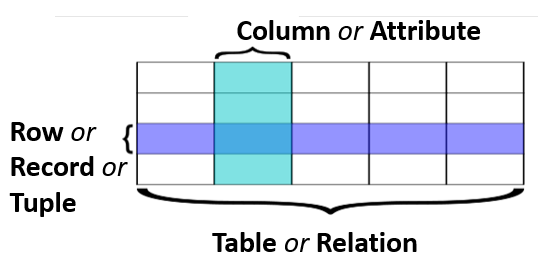 Column or Attribute
Row or
Record or
Tuple
Table or Relation